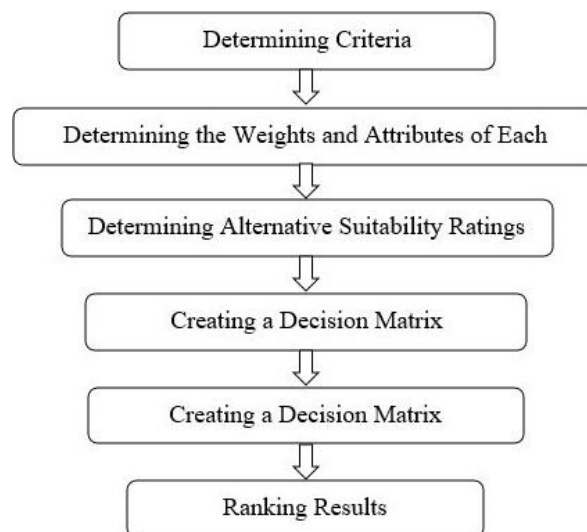 Determining Criteria
Determining the Weights and Attributes of Each
Determining Alternative Suitability Ratings
Creating a Decision Matrix
Creating a Decision Matrix
Ranking Results